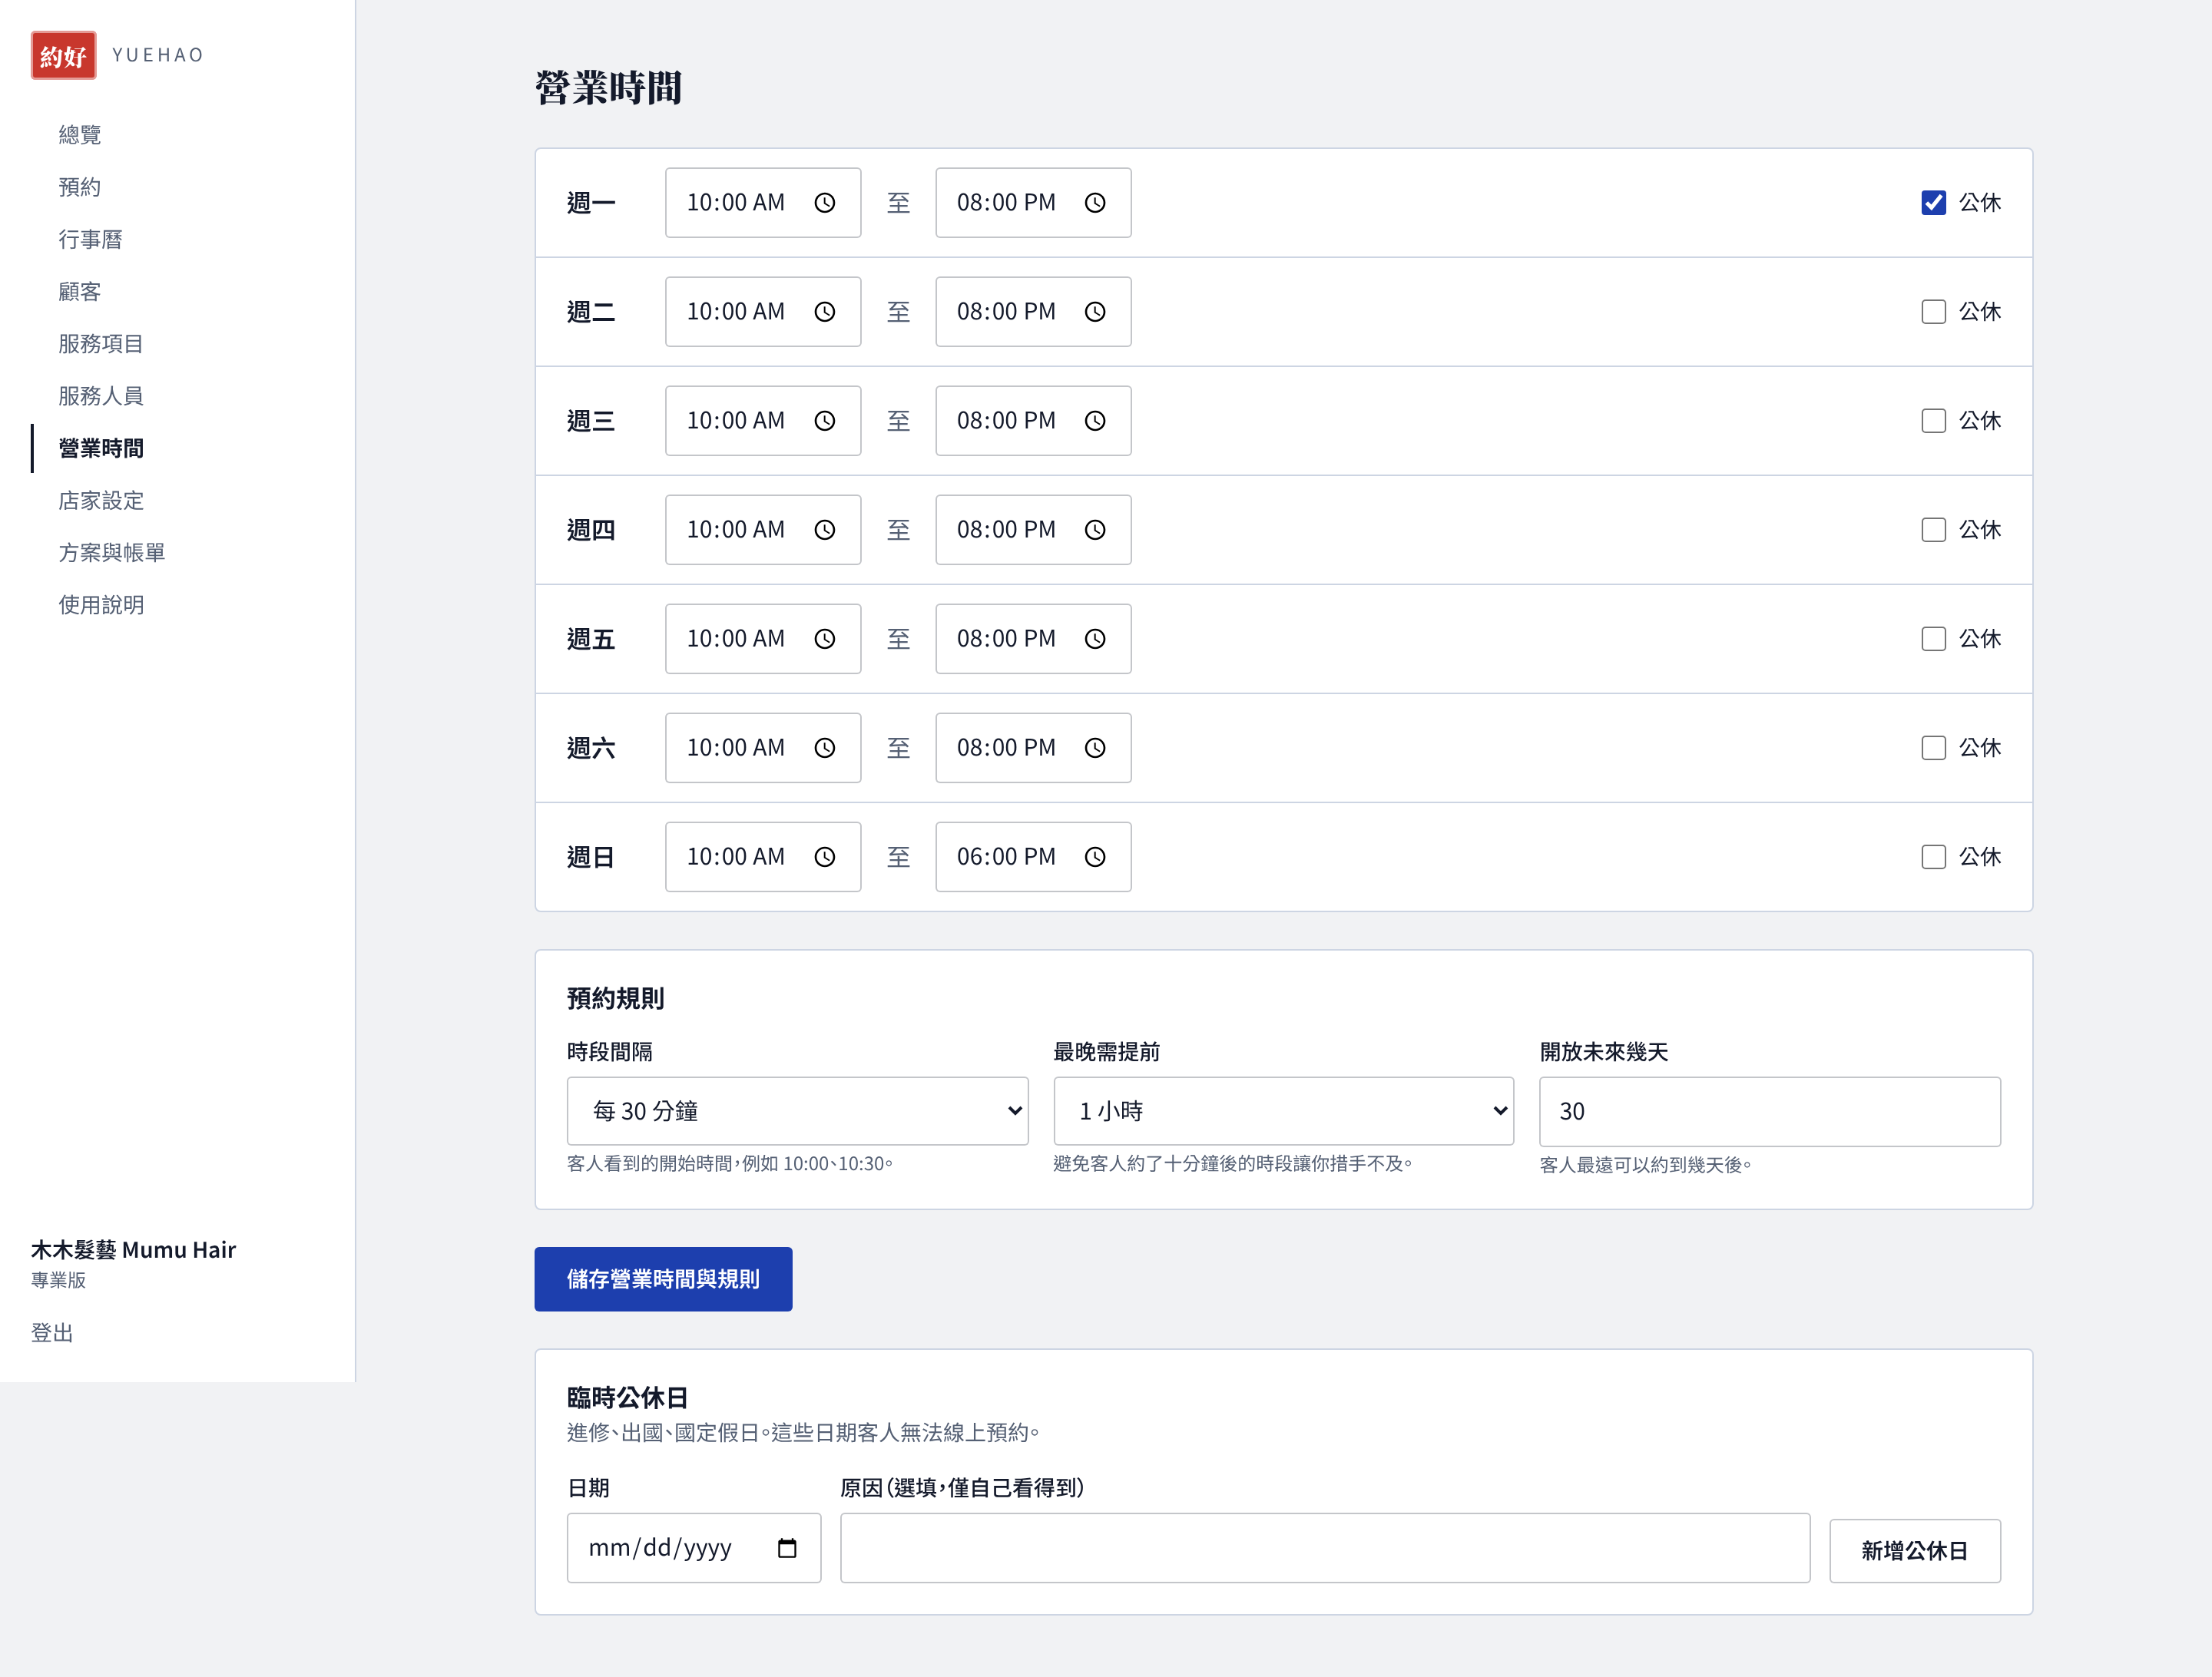 約好 YUEHAO
總覽
預約
行事曆
顧客
服務項目
服務人員
營業時間
店家設定
方案與帳單
使用說明
木木髮藝 Mumu Hair
專業版
登出
營業時間
週一 10:00 AM 至 08:00 PM 公休
週二 10:00 AM 至 08:00 PM 公休
週三 10:00 AM 至 08:00 PM 公休
週四 10:00 AM 至 08:00 PM 公休
週五 10:00 AM 至 08:00 PM 公休
週六 10:00 AM 至 08:00 PM 公休
週日 10:00 AM 至 06:00 PM 公休
預約規則
時段間隔
每 30 分鐘
客人看到的開始時間，例如 10:00、10:30。
最晚需提前
1 小時
避免客人約了十分鐘後的時段讓你措手不及。
開放未來幾天
30
客人最遠可以約到幾天後。
儲存營業時間與規則
臨時公休日
進修、出國、國定假日。這些日期客人無法線上預約。
日期
mm/dd/yyyy
原因（選填，僅自己看得到）
新增公休日